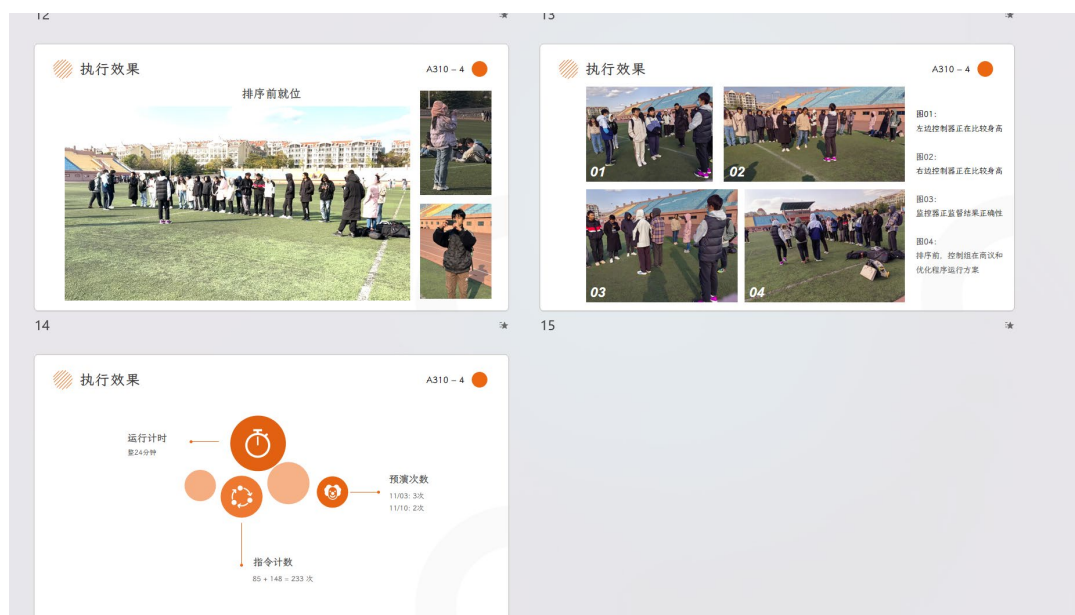 12
13
执行效果
A310 – 4
排序前就位
执行效果
A310 – 4
01
02
03
04
图01:
左边控制器正在比较身高
图02:
右边控制器正在比较身高
图03:
监控器正监督结果正确性
图04:
排序前，控制组在商议和
优化程序运行方案
14
15
执行效果
A310 – 4
运行计时
整24分钟
预演次数
11/03: 3次
11/10: 2次
指令计数
85 + 148 = 233 次